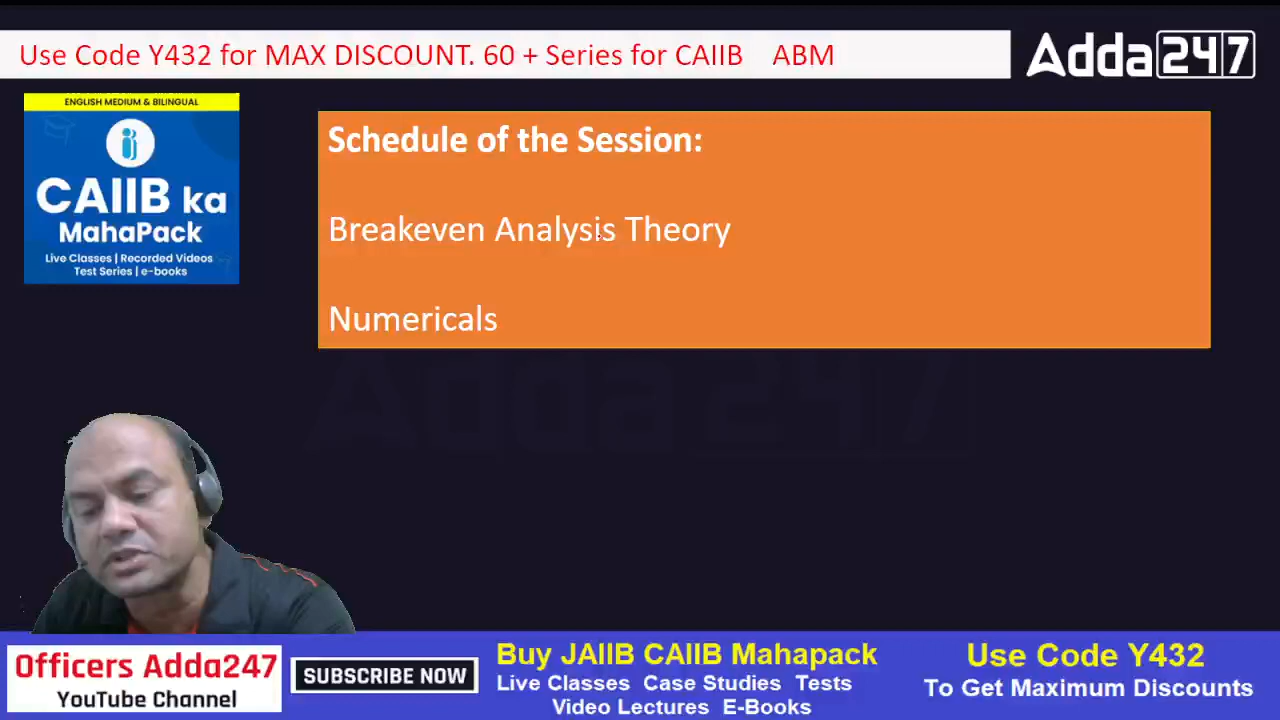 Use Code Y432 for MAX DISCOUNT. 60 + Series for CAIIB ABM
Adda247
ENGLISH MEDIUM & BILINGUAL
CAIIB ka
MAHAPACK
Live Classes | Recorded Videos
Test Series | e-books
Schedule of the Session:
Breakeven Analysis Theory
Numericals
Adda247
Officers Adda247
YouTube Channel
SUBSCRIBE NOW
Buy JAIIB CAIIB Mahapack
Live Classes Case Studies Tests
Video Lectures E-Books
Use Code Y432
To Get Maximum Discounts